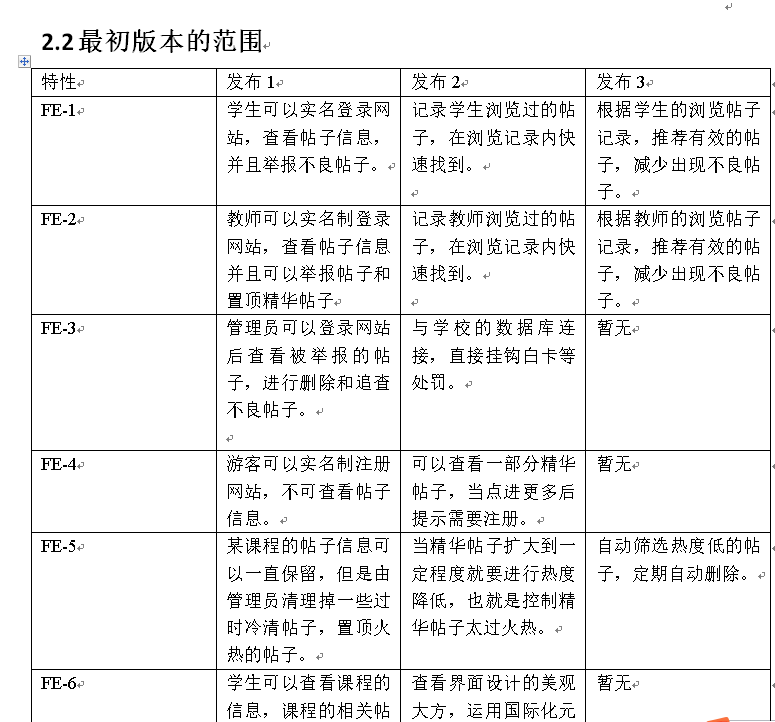 2.2 最初版本的范围
特性
发布 1
发布 2
发布 3
FE-1
学生可以实名登录网
站，查看帖子信息，
并且举报不良帖子。
记录学生浏览过的帖
子，在浏览记录内快
速找到。
根据学生的浏览帖子
记录，推荐有效的帖
子，减少出现不良帖
子。
FE-2
教师可以实名制登录
网站，查看帖子信息
并且可以举报帖子和
置顶精华帖子
记录教师浏览过的帖
子，在浏览记录内快
速找到。
根据教师的浏览帖子
记录，推荐有效的帖
子，减少出现不良帖
子。
FE-3
管理员可以登录网站
后查看被举报的帖
子，进行删除和追查
不良帖子。
与学校的数据库连
接，直接挂钩白卡等
处罚。
暂无
FE-4
游客可以实名制注册
网站，不可查看帖子
信息。
可以查看一部分精华
帖子，当点进更多后
提示需要注册。
暂无
FE-5
某课程的帖子信息可
以一直保留，但是由
管理员清理掉一些过
时冷清帖子，置顶火
热的帖子。
当精华帖子扩大到一
定程度就要进行热度
降低，也就是控制精
华帖子太过火热。
自动筛选热度低的帖
子，定期自动删除。
FE-6
学生可以查看课程的
信息，课程的相关帖
查看界面设计的美观
大方，运用国际化元
暂无